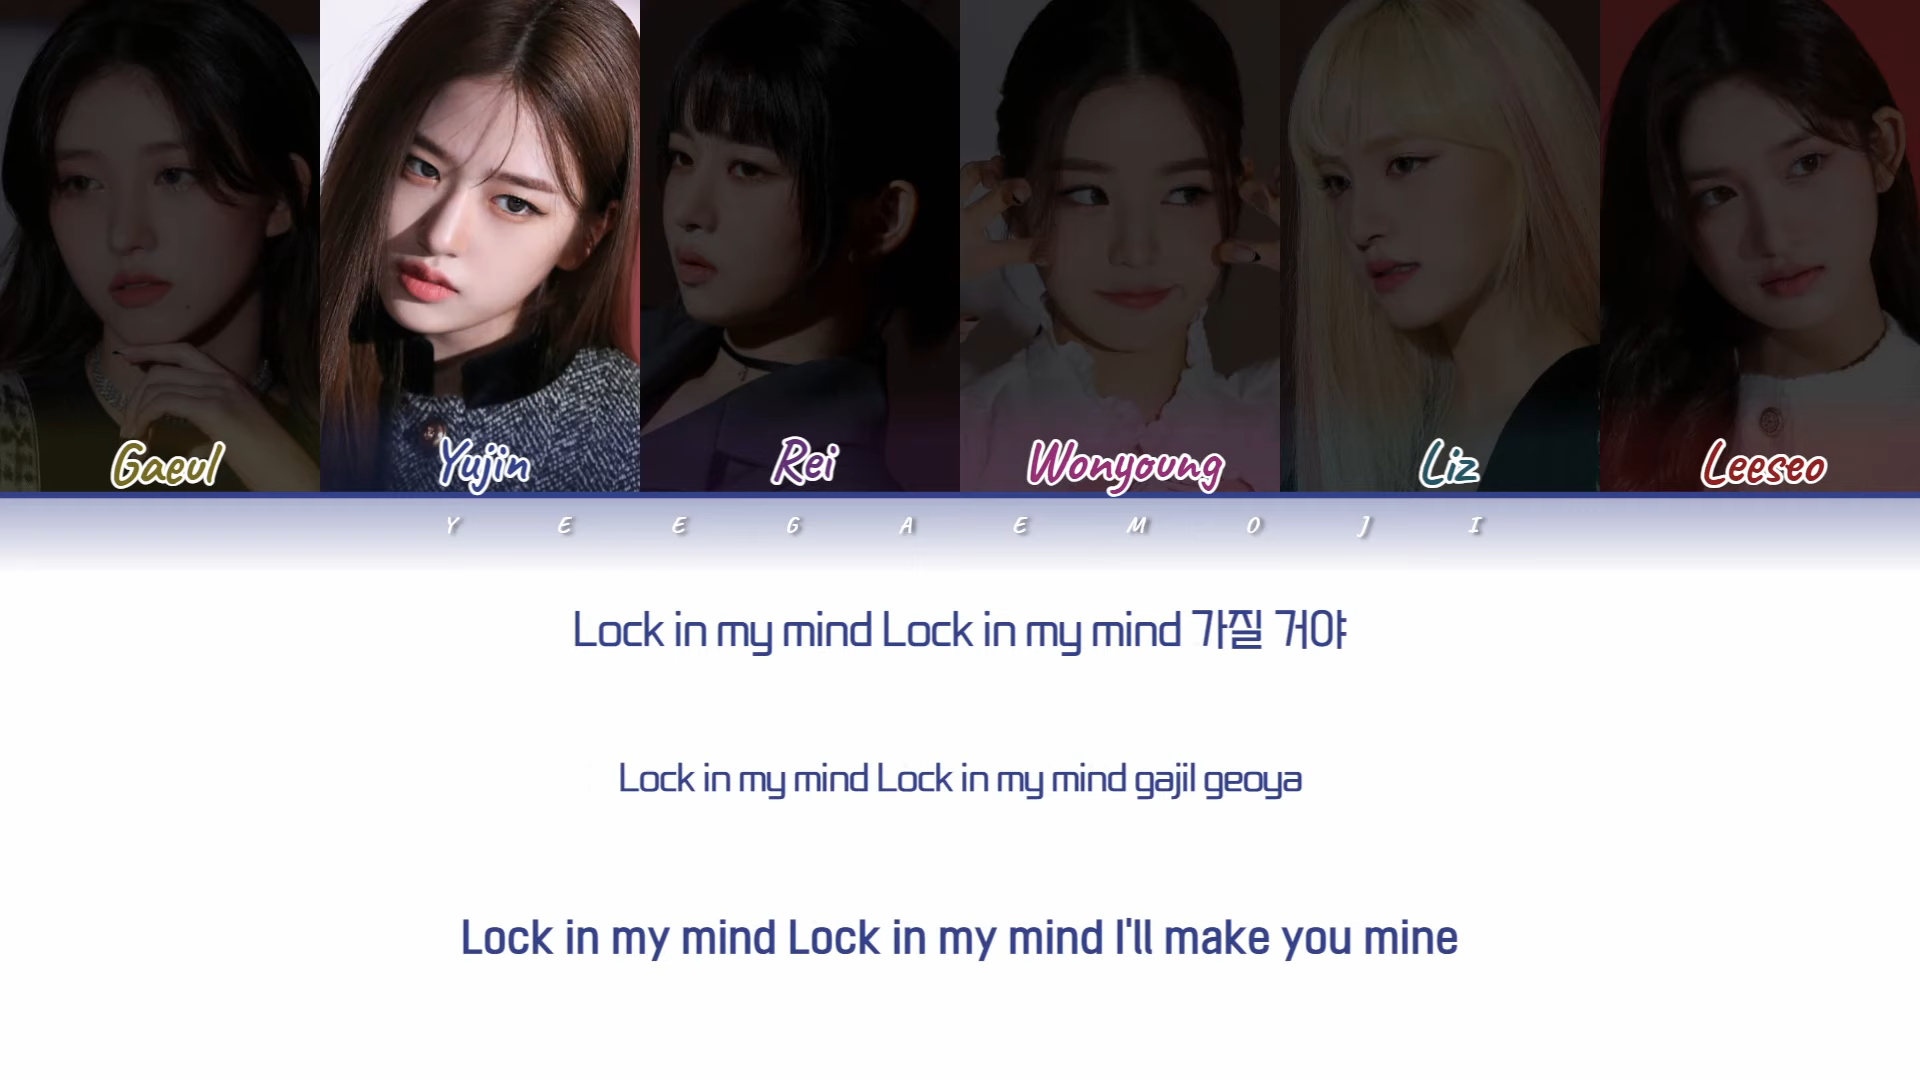 Gaeul Yujin Rei Wonyoung Liz Leeseo
Y E E G A E M O J I
Lock in my mind Lock in my mind 가질 거야
Lock in my mind Lock in my mind gajil geoya
Lock in my mind Lock in my mind I'll make you mine